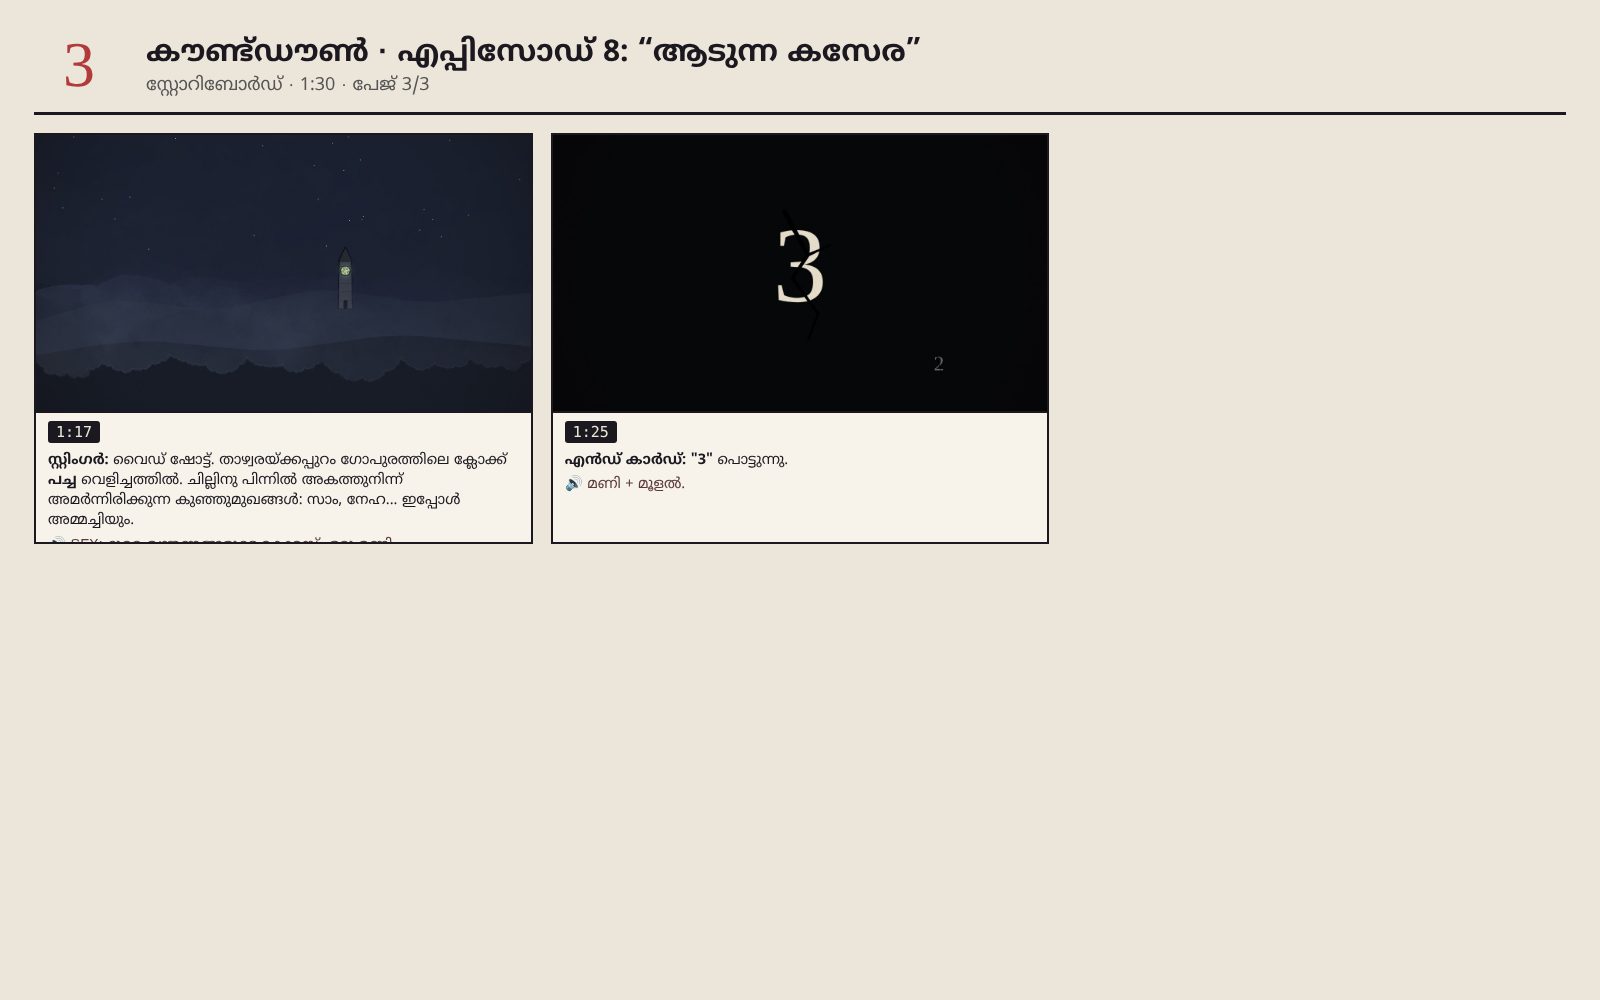 3
കൗണ്ട്ഡൗൺ · എപ്പിസോഡ് 8: “ആടുന്ന കസേര”
സ്റ്റോറിബോർഡ് · 1:30 · പേജ് 3/3
1:17
സ്റ്റിംഗർ: വൈഡ് ഷോട്ട്. താഴ്വരയ്ക്കപ്പുറം ഗോപുരത്തിലെ ക്ലോക്ക്
പച്ച വെളിച്ചത്തിൽ. ചില്ലിനു പിന്നിൽ അകത്തുനിന്ന്
അമർന്നിരിക്കുന്ന കുഞ്ഞുമുഖങ്ങൾ: സാം, നേഹ... ഇപ്പോൾ
അമ്മച്ചിയും.
3
2
1:25
എൻഡ് കാർഡ്: "3" പൊട്ടുന്നു.
🔊 മണി + മൂളൽ.